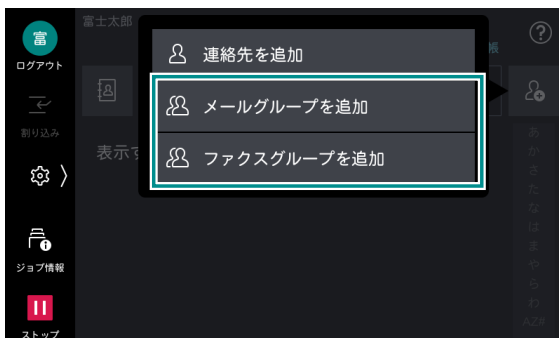 富士太郎
富
ログアウト
帳
連絡先を追加
メールグループを追加
割り込み
表示す
ファクスグループを追加
ジョブ情報
ストップ
あ
か
さ
た
な
は
ま
や
ら
わ
AZ#